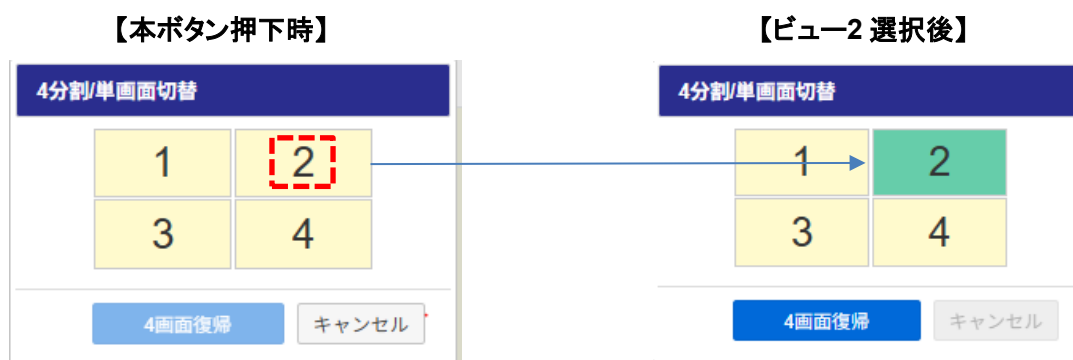 【本ボタン押下時】
【ビュー2 選択後】
4分割/単画面切替
1 2
3 4
4画面復帰 キャンセル
4分割/単画面切替
1 2
3 4
4画面復帰 キャンセル